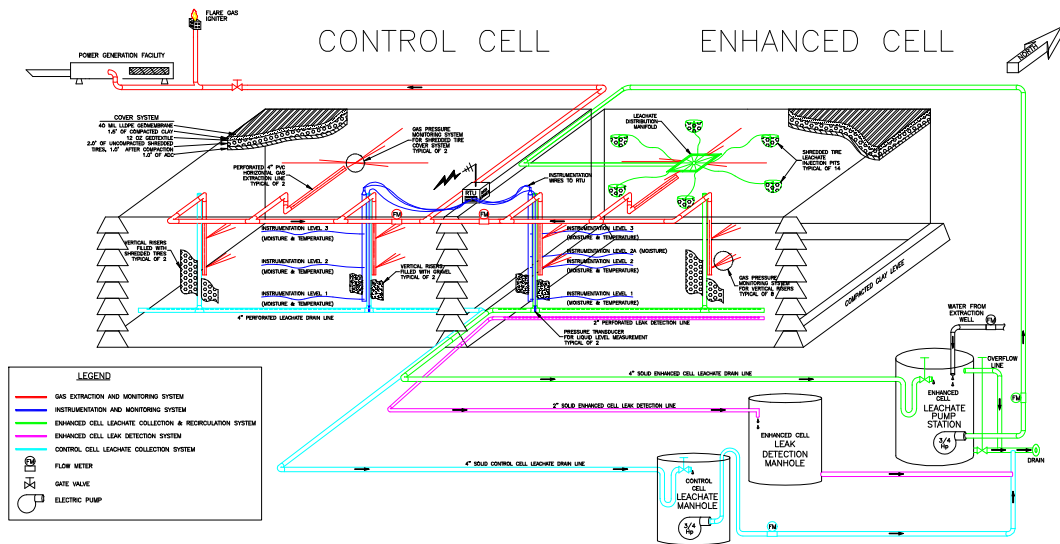 FLARE GAS
IGNITER
CONTROL CELL
ENHANCED CELL
NORTH
POWER GENERATION FACILITY
COVER SYSTEM
40 MIL LLDPE GEOMEMBRANE
1.5' OF COMPACTED CLAY
12 OZ GEOTEXTILE
2.0' OF UNCOMPACTED SHREDDED
TIRES, 1.0' AFTER COMPACTION
1.0' OF ADC
GAS PRESSURE
MONITORING SYSTEM
FOR SHREDDED TIRE
COVER SYSTEM
TYPICAL OF 2
LEACHATE
DISTRIBUTION
MANIFOLD
SHREDDED TIRE
LEACHATE
INJECTION PITS
TYPICAL OF 14
PERFORATED 4" PVC
HORIZONTAL GAS
EXTRACTION LINE
TYPICAL OF 2
RTU
INSTRUMENTATION
WIRES TO RTU
FM
FM
INSTRUMENTATION LEVEL 3
(MOISTURE & TEMPERATURE)
INSTRUMENTATION LEVEL 2
(MOISTURE & TEMPERATURE)
INSTRUMENTATION LEVEL 1
(MOISTURE & TEMPERATURE)
VERTICAL RISERS
FILLED WITH
SHREDDED TIRES
TYPICAL OF 2
VERTICAL RISERS
FILLED WITH GRAVEL
TYPICAL OF 2
INSTRUMENTATION LEVEL 3
(MOISTURE & TEMPERATURE)
INSTRUMENTATION LEVEL 2A (MOISTURE)
INSTRUMENTATION LEVEL 2
(MOISTURE & TEMPERATURE)
INSTRUMENTATION LEVEL 1
(MOISTURE & TEMPERATURE)
GAS PRESSURE
MONITORING SYSTEM
FOR VERTICAL RISERS
TYPICAL OF 8
COMPACTED CLAY LEVEE
4" PERFORATED LEACHATE DRAIN LINE
2" PERFORATED LEAK DETECTION LINE
PRESSURE TRANSDUCER
FOR LIQUID LEVEL MEASUREMENT
TYPICAL OF 2
WATER FROM
EXTRACTION
WELL
FM
OVERFLOW
LINE
4" SOLID ENHANCED CELL LEACHATE DRAIN LINE
ENHANCED
CELL
LEACHATE
PUMP
STATION
3/4
Hp
FM
DRAIN
2" SOLID ENHANCED CELL LEAK DETECTION LINE
ENHANCED CELL
LEAK
DETECTION
MANHOLE
4" SOLID CONTROL CELL LEACHATE DRAIN LINE
CONTROL
CELL
LEACHATE
MANHOLE
3/4
Hp
FM
LEGEND
GAS EXTRACTION AND MONITORING SYSTEM
INSTRUMENTATION AND MONITORING SYSTEM
ENHANCED CELL LEACHATE COLLECTION & RECIRCULATION SYSTEM
ENHANCED CELL LEAK DETECTION SYSTEM
CONTROL CELL LEACHATE COLLECTION SYSTEM
FM FLOW METER
GATE VALVE
ELECTRIC PUMP